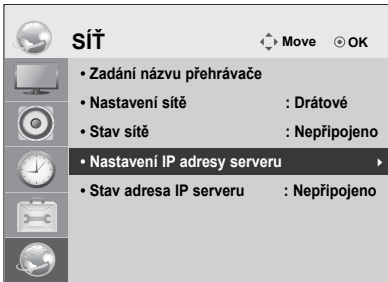 SÍŤ Move OK
• Zadání názvu přehrávače
• Nastavení sítě : Drátové
• Stav sítě : Nepřipojeno
• Nastavení IP adresy serveru
• Stav adresa IP serveru : Nepřipojeno